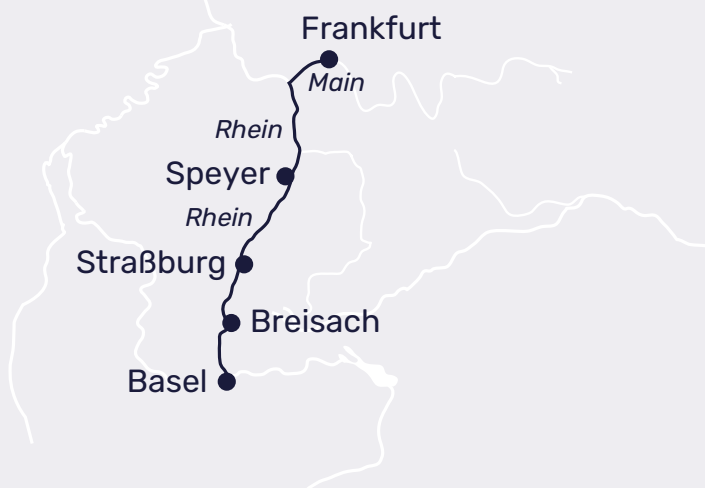 Frankfurt
Main
Rhein
Speyer
Rhein
Straßburg
Breisach
Basel